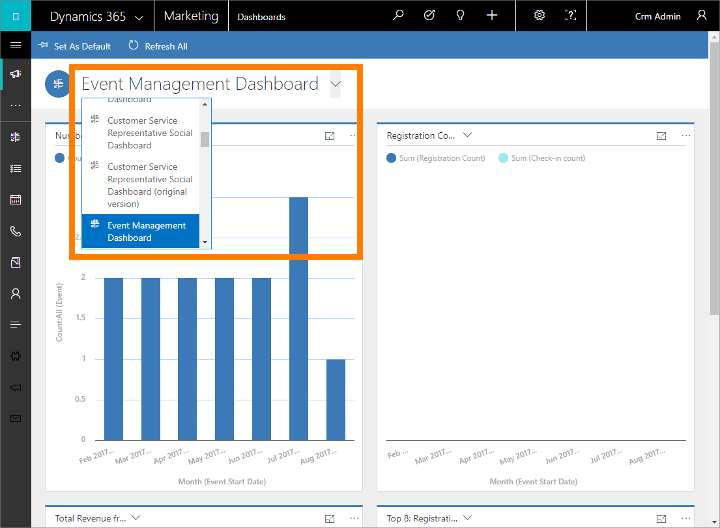 Dynamics 365 Marketing Dashboards Crm Admin
Set As Default Refresh All
Event Management Dashboard
Dashboard
Customer Service
Representative Social
Dashboard
Customer Service
Representative Social
Dashboard (original
version)
Event Management
Dashboard
Registration Co...
Sum (Registration Count) Sum (Check-in count)
2
1.5
1
0.5
0
Count:All (Event)
Feb 2017... Mar 2017... Apr 2017... May 2017... Jun 2017... Jul 2017... Aug 2017...
Month (Event Start Date)
Feb ... Mar 2017... Apr 2017... May 2017... Jun 2017... Jul 2017... Aug 2017...
Month (Event Start Date)
Total Revenue fr...
Top 8: Registrati...